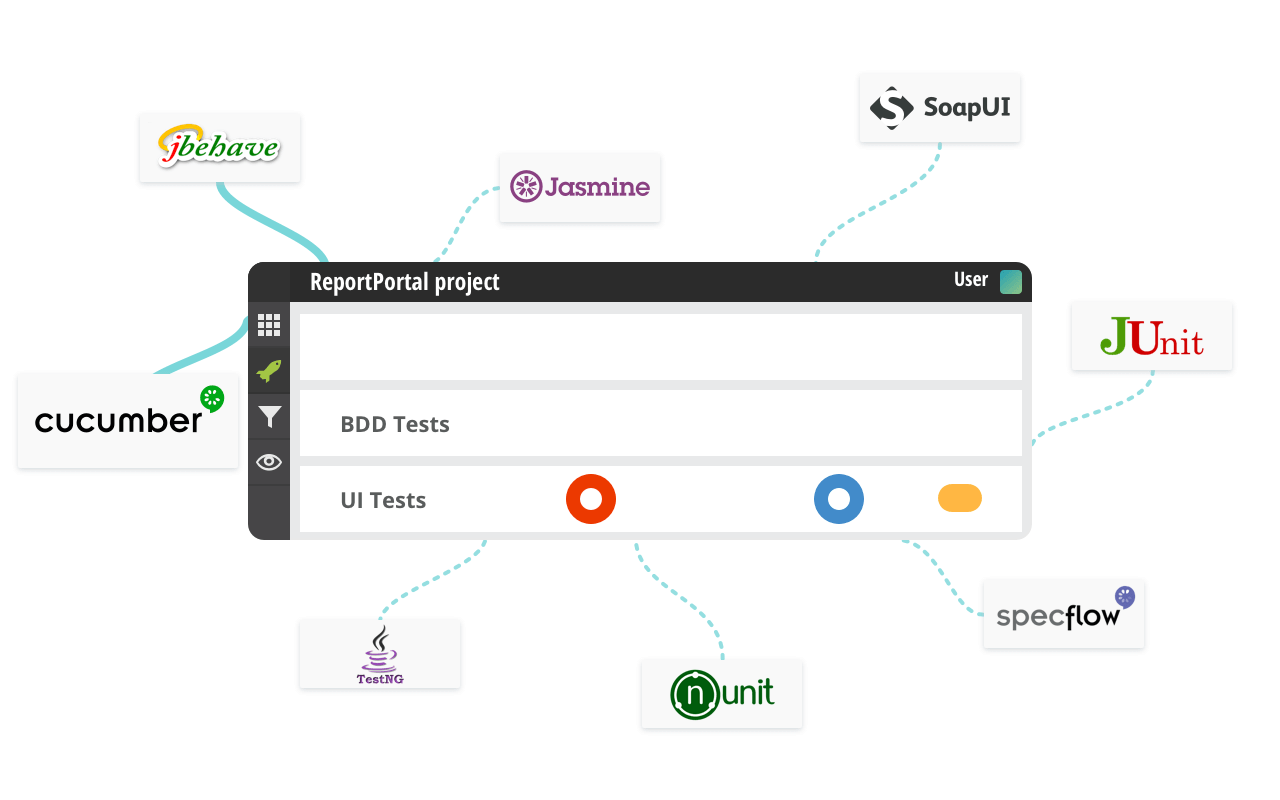 SoapUI
jbehave
Jasmine
ReportPortal project
User
JUnit
cucumber
BDD Tests
UI Tests
specflow
TestNG
nunit